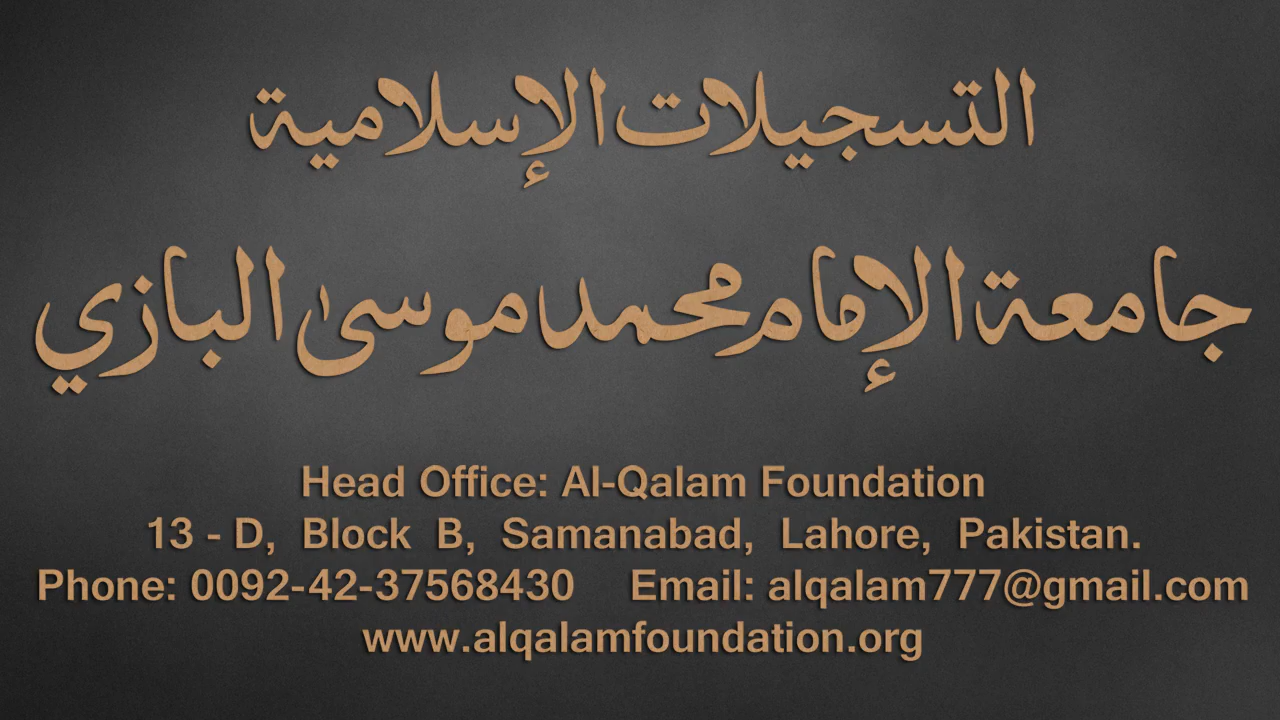 التسجيلات الإسلامية
جامعة الإمام محمد موسىٰ البازي
Head Office: Al-Qalam Foundation
13 - D, Block B, Samanabad, Lahore, Pakistan.
Phone: 0092-42-37568430 Email: alqalam777@gmail.com
www.alqalamfoundation.org